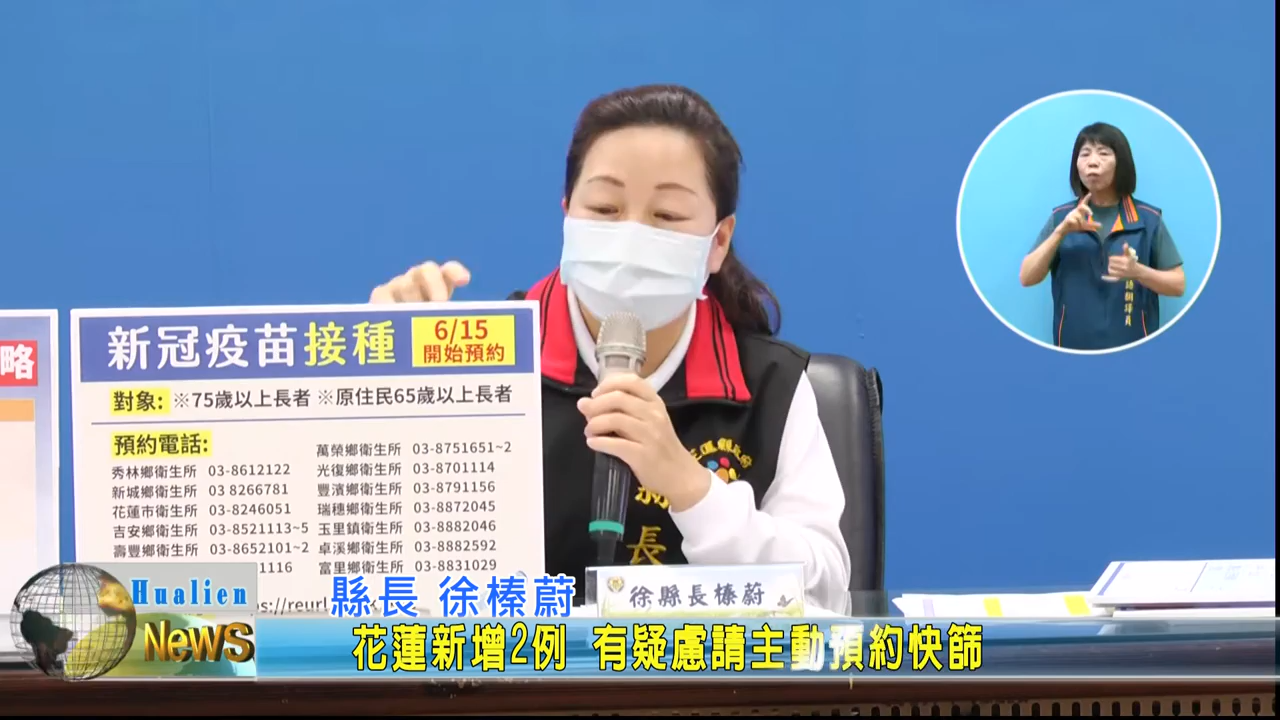 略
新冠疫苗接種
6/15
開始預約
對象: ※75歲以上長者 ※原住民65歲以上長者
預約電話:
秀林鄉衛生所 03-8612122
新城鄉衛生所 03 8266781
花蓮市衛生所 03-8246051
吉安鄉衛生所 03-8521113~5
壽豐鄉衛生所 03-8652101~2
1116
萬榮鄉衛生所 03-8751651~2
光復鄉衛生所 03-8701114
豐濱鄉衛生所 03-8791156
瑞穗鄉衛生所 03-8872045
玉里鎮衛生所 03-8882046
卓溪鄉衛生所 03-8882592
富里鄉衛生所 03-8831029
長
徐縣長榛蔚
Hualien
News
縣長 徐榛蔚
花蓮新增2例 有疑慮請主動預約快篩